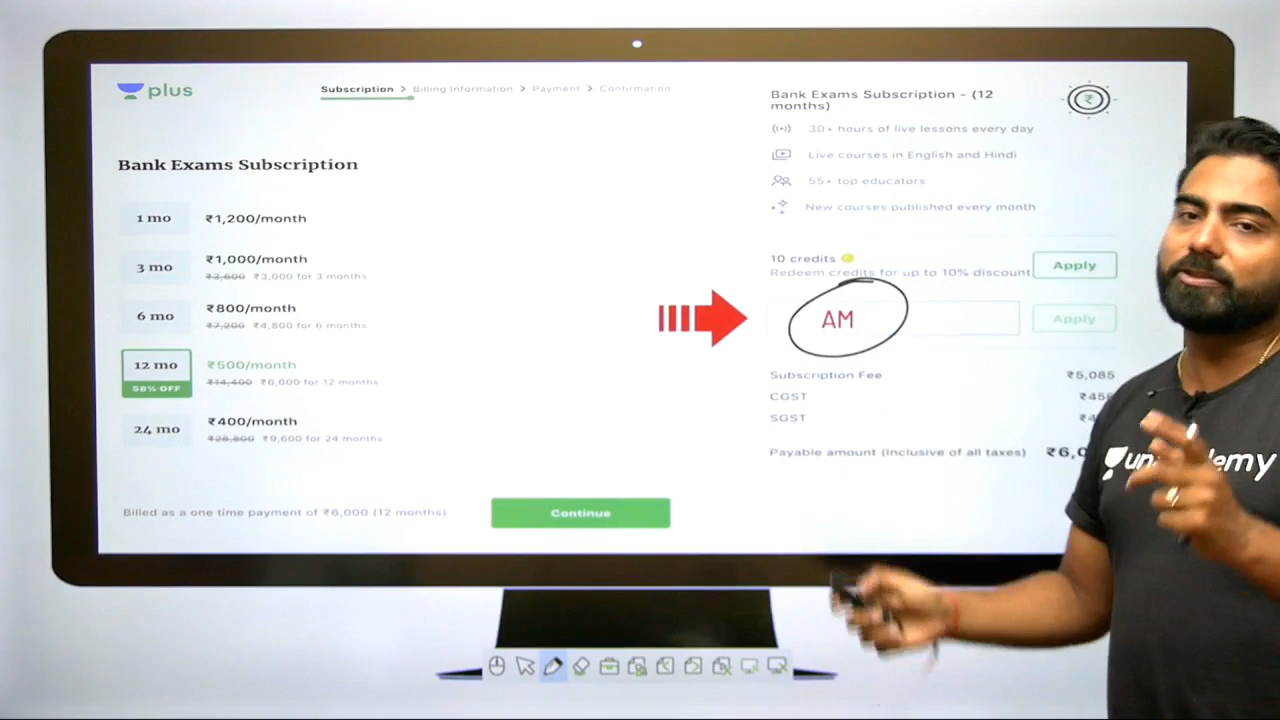 plus
Subscription > Billing Information > Payment > Confirmation
Bank Exams Subscription
1 mo ₹1,200/month
3 mo ₹1,000/month
₹3,600 ₹3,000 for 3 months
6 mo ₹800/month
₹7,200 ₹4,800 for 6 months
12 mo ₹500/month
58% OFF ₹14,400 ₹6,000 for 12 months
24 mo ₹400/month
₹28,800 ₹9,600 for 24 months
Billed as a one time payment of ₹6,000 (12 months)
Continue
Bank Exams Subscription - (12
months)
30+ hours of live lessons every day
Live courses in English and Hindi
55+ top educators
New courses published every month
10 credits
Redeem credits for up to 10% discount
Apply
AM
Apply
Subscription Fee ₹5,085
CGST
SGST
Payable amount (Inclusive of all taxes)